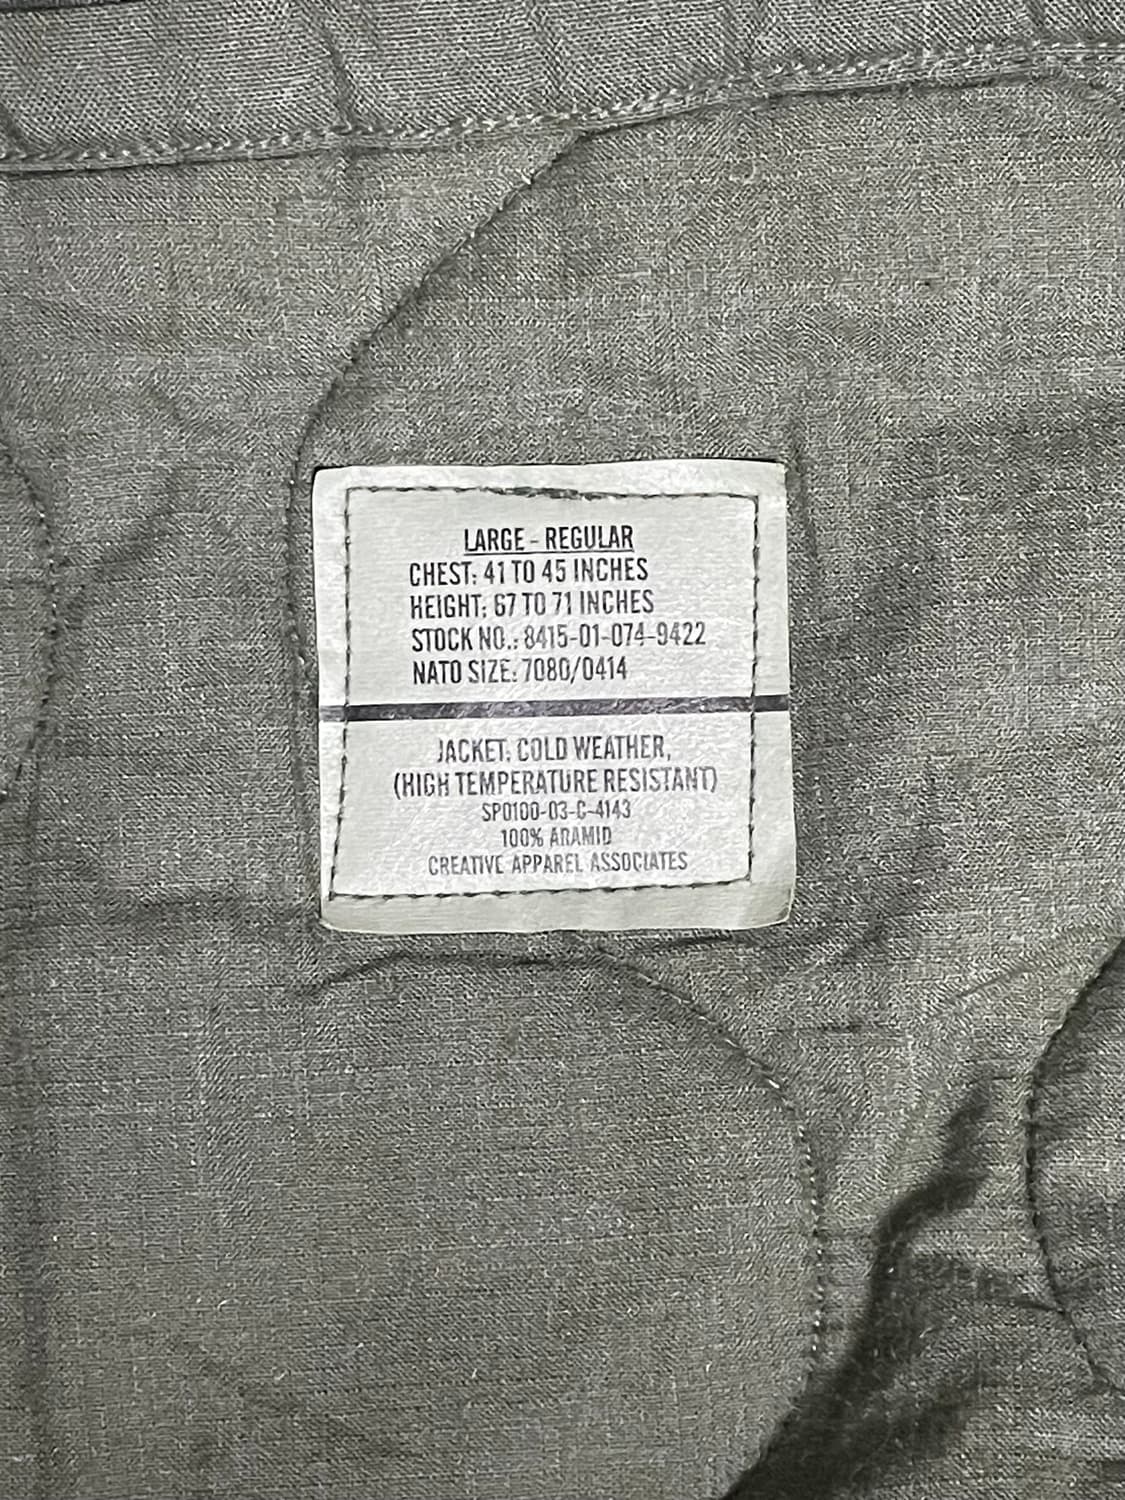 LARGE - REGULAR
CHEST: 41 TO 45 INCHES
HEIGHT: 67 TO 71 INCHES
STOCK NO.: 8415-01-074-9422
NATO SIZE: 7080/0414
JACKET, COLD WEATHER,
(HIGH TEMPERATURE RESISTANT)
SP0100-03-C-4143
100% ARAMID
CREATIVE APPAREL ASSOCIATES